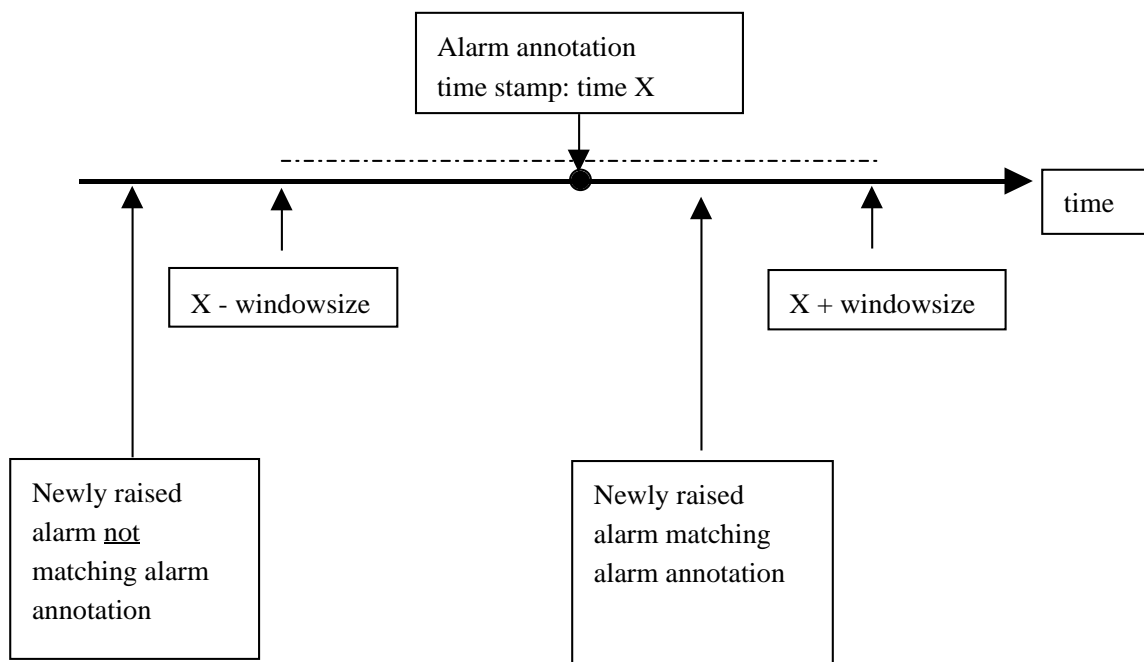 Alarm annotation
time stamp: time X
time
X - windowsize
X + windowsize
Newly raised
alarm not
matching alarm
annotation
Newly raised
alarm matching
alarm annotation